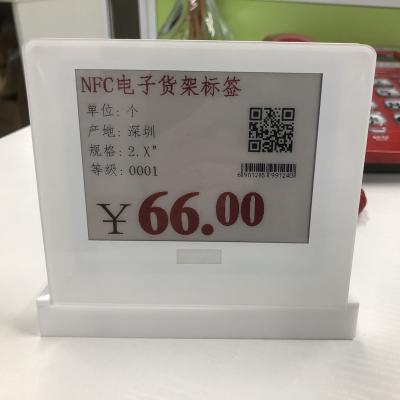 NFC电子货架标签
单位: 个
产地: 深圳
规格: 2.X"
等级: 0001
6901285991240
¥66.00